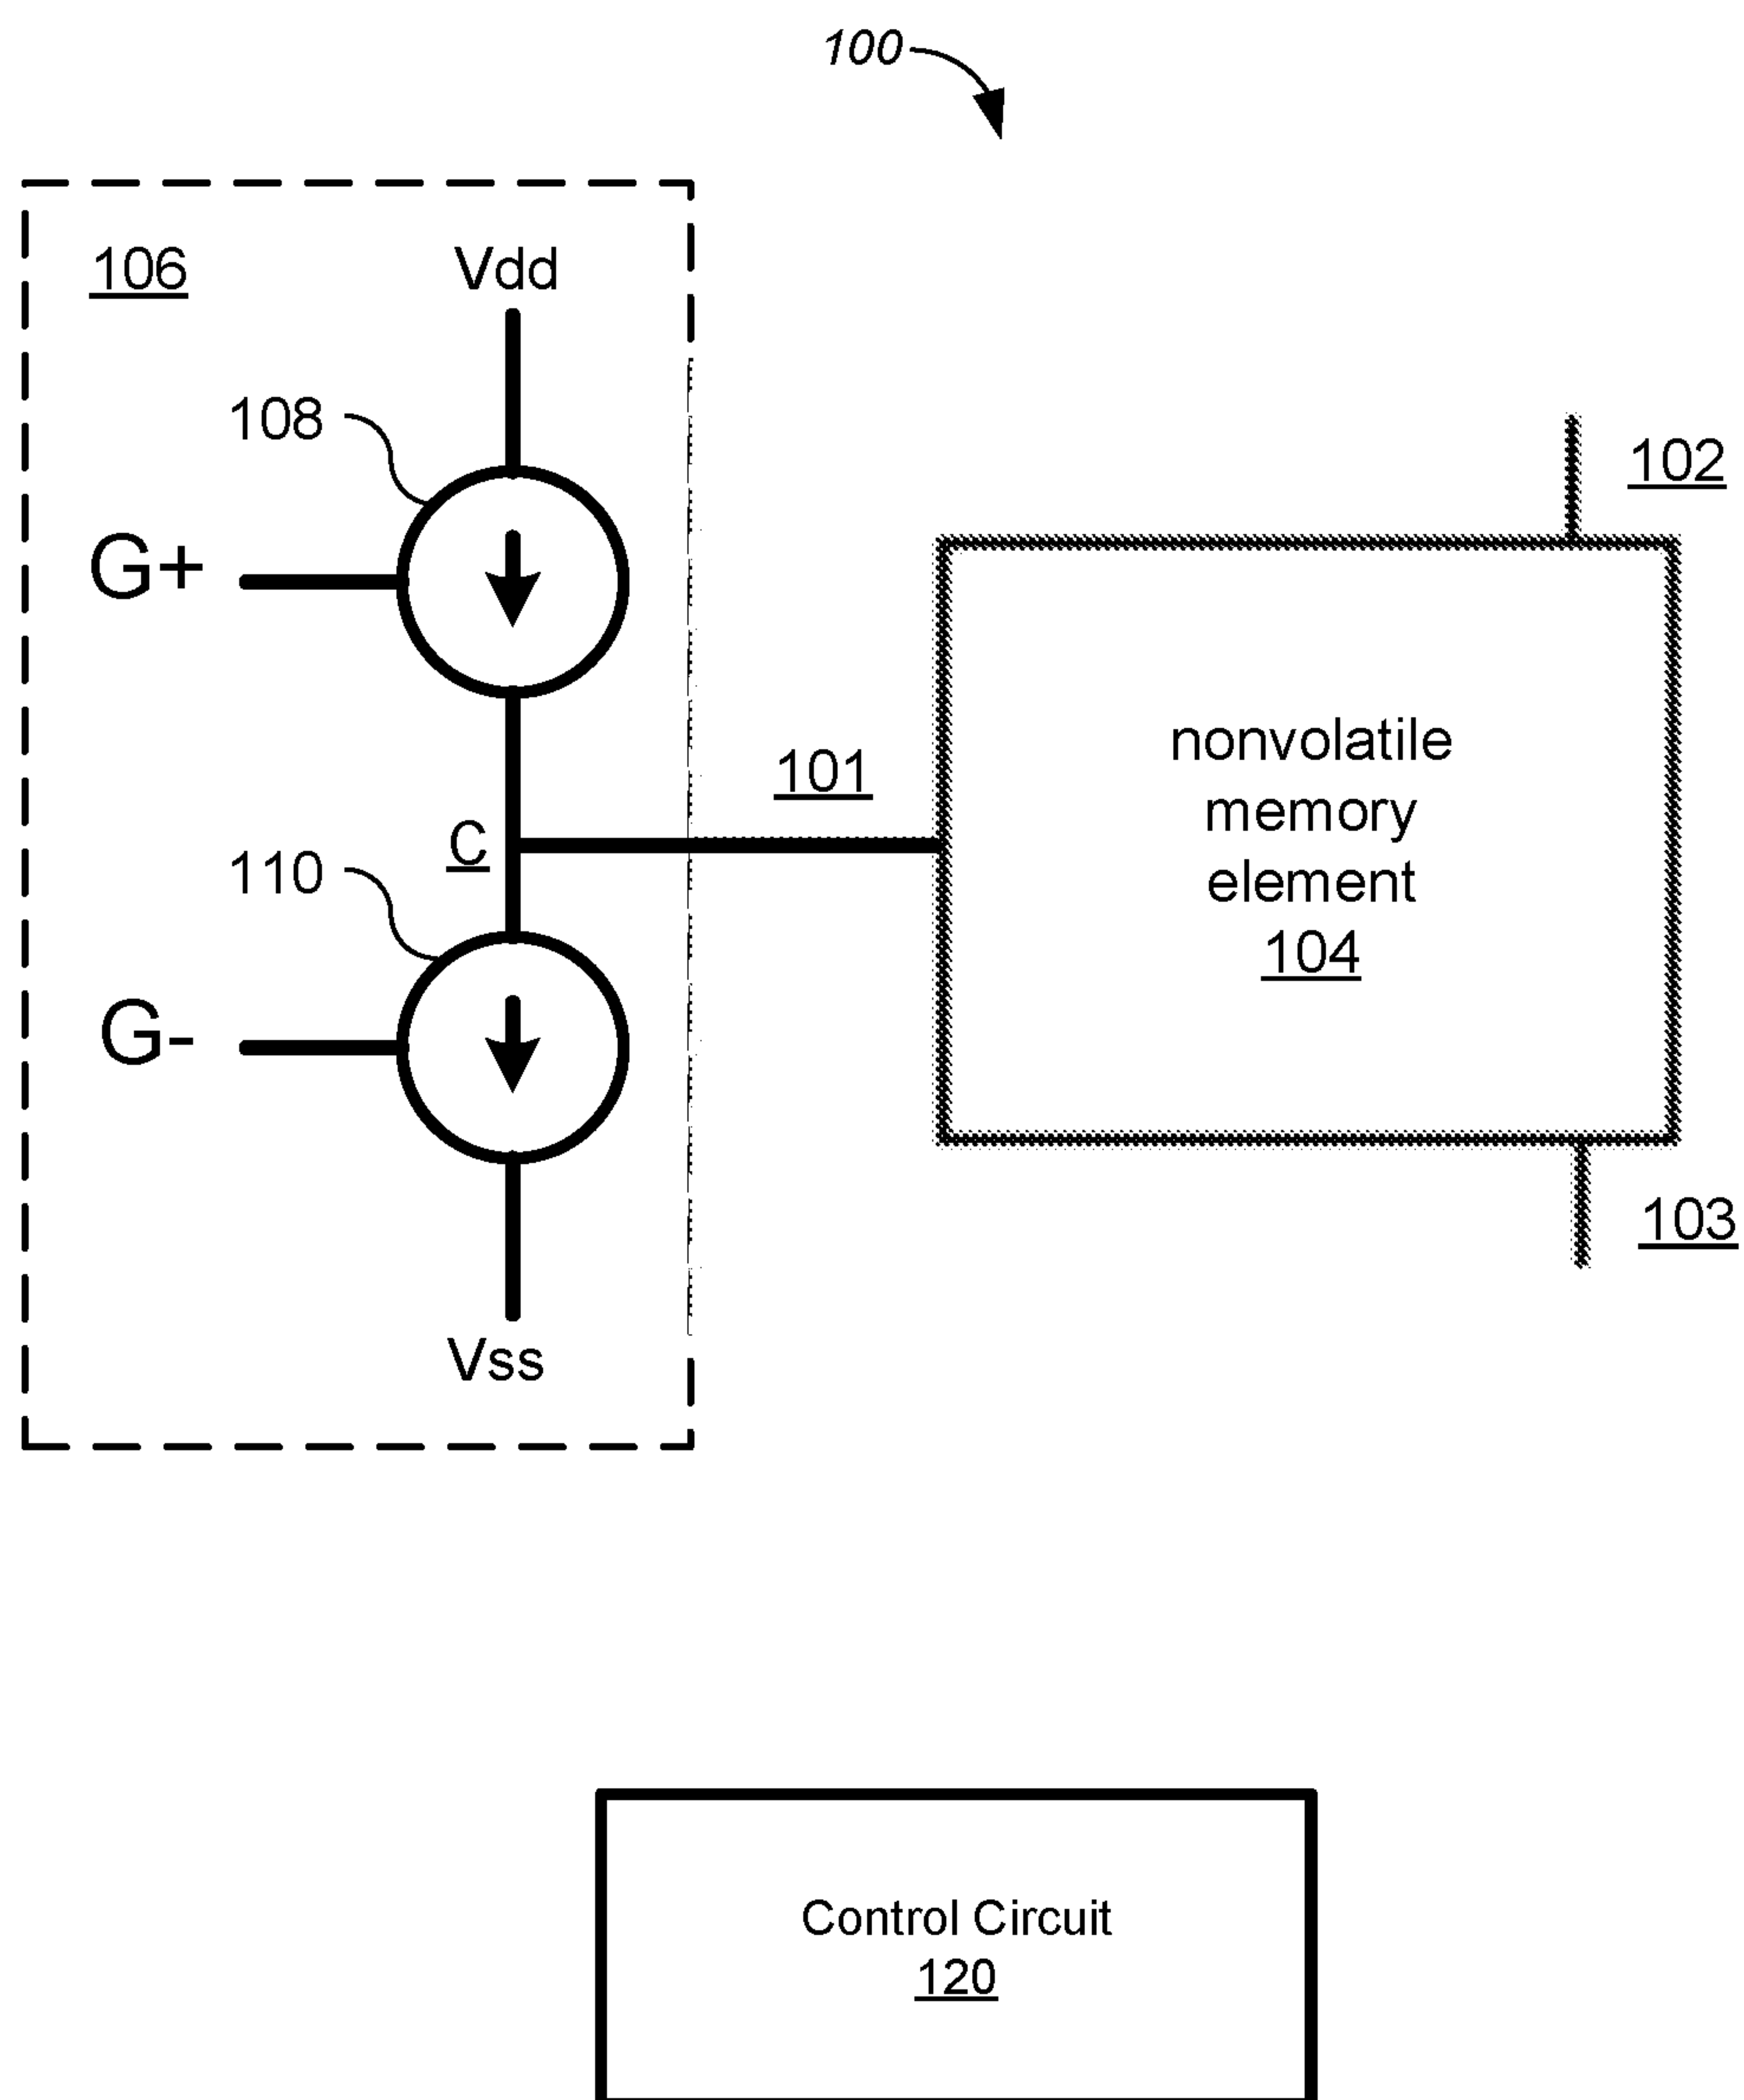 100
106
Vdd
108
102
G+
101
nonvolatile
memory
element
104
C
110
G-
103
Vss
Control Circuit
120